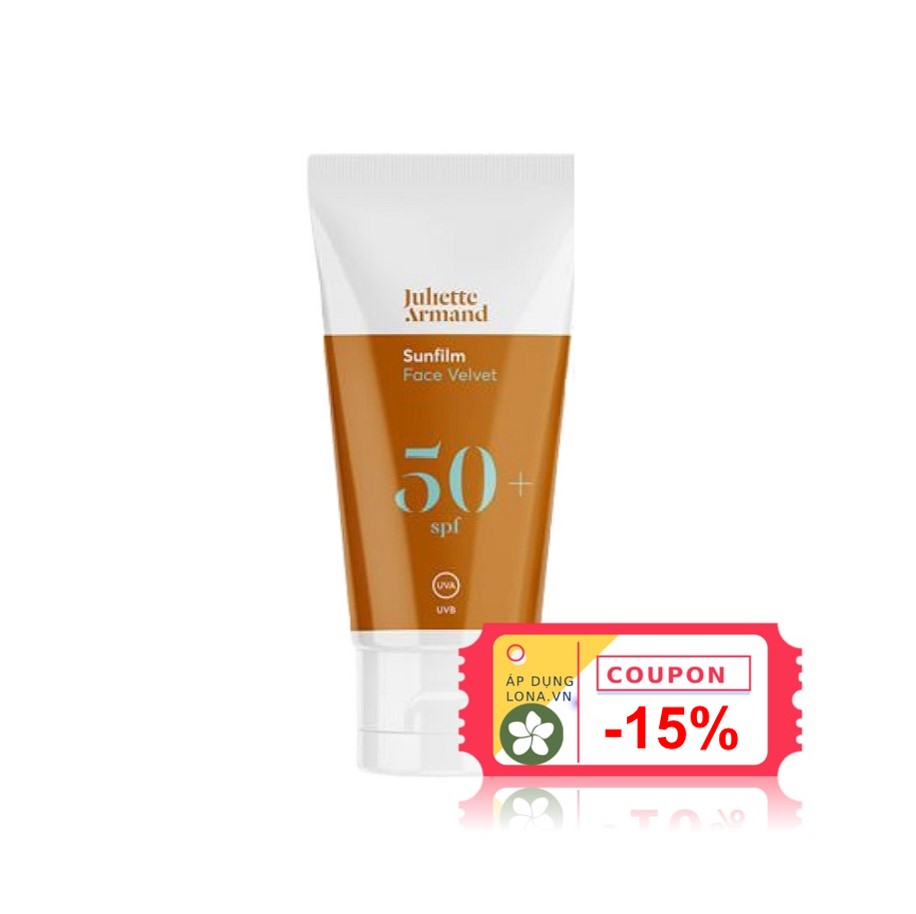 Juliette
Armand
Sunfilm
Face Velvet
50+
spf
UVA
UVB
ÁP DỤNG
LONA.VN
COUPON
-15%